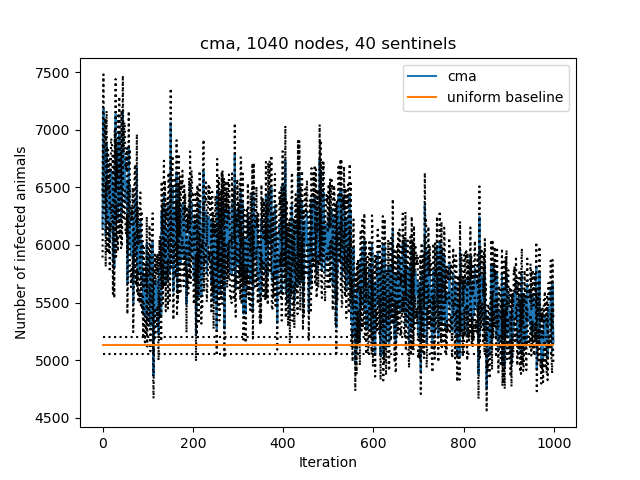 cma, 1040 nodes, 40 sentinels
cma
uniform baseline
Number of infected animals
7500
7000
6500
6000
5500
5000
4500
0 200 400 600 800 1000
Iteration